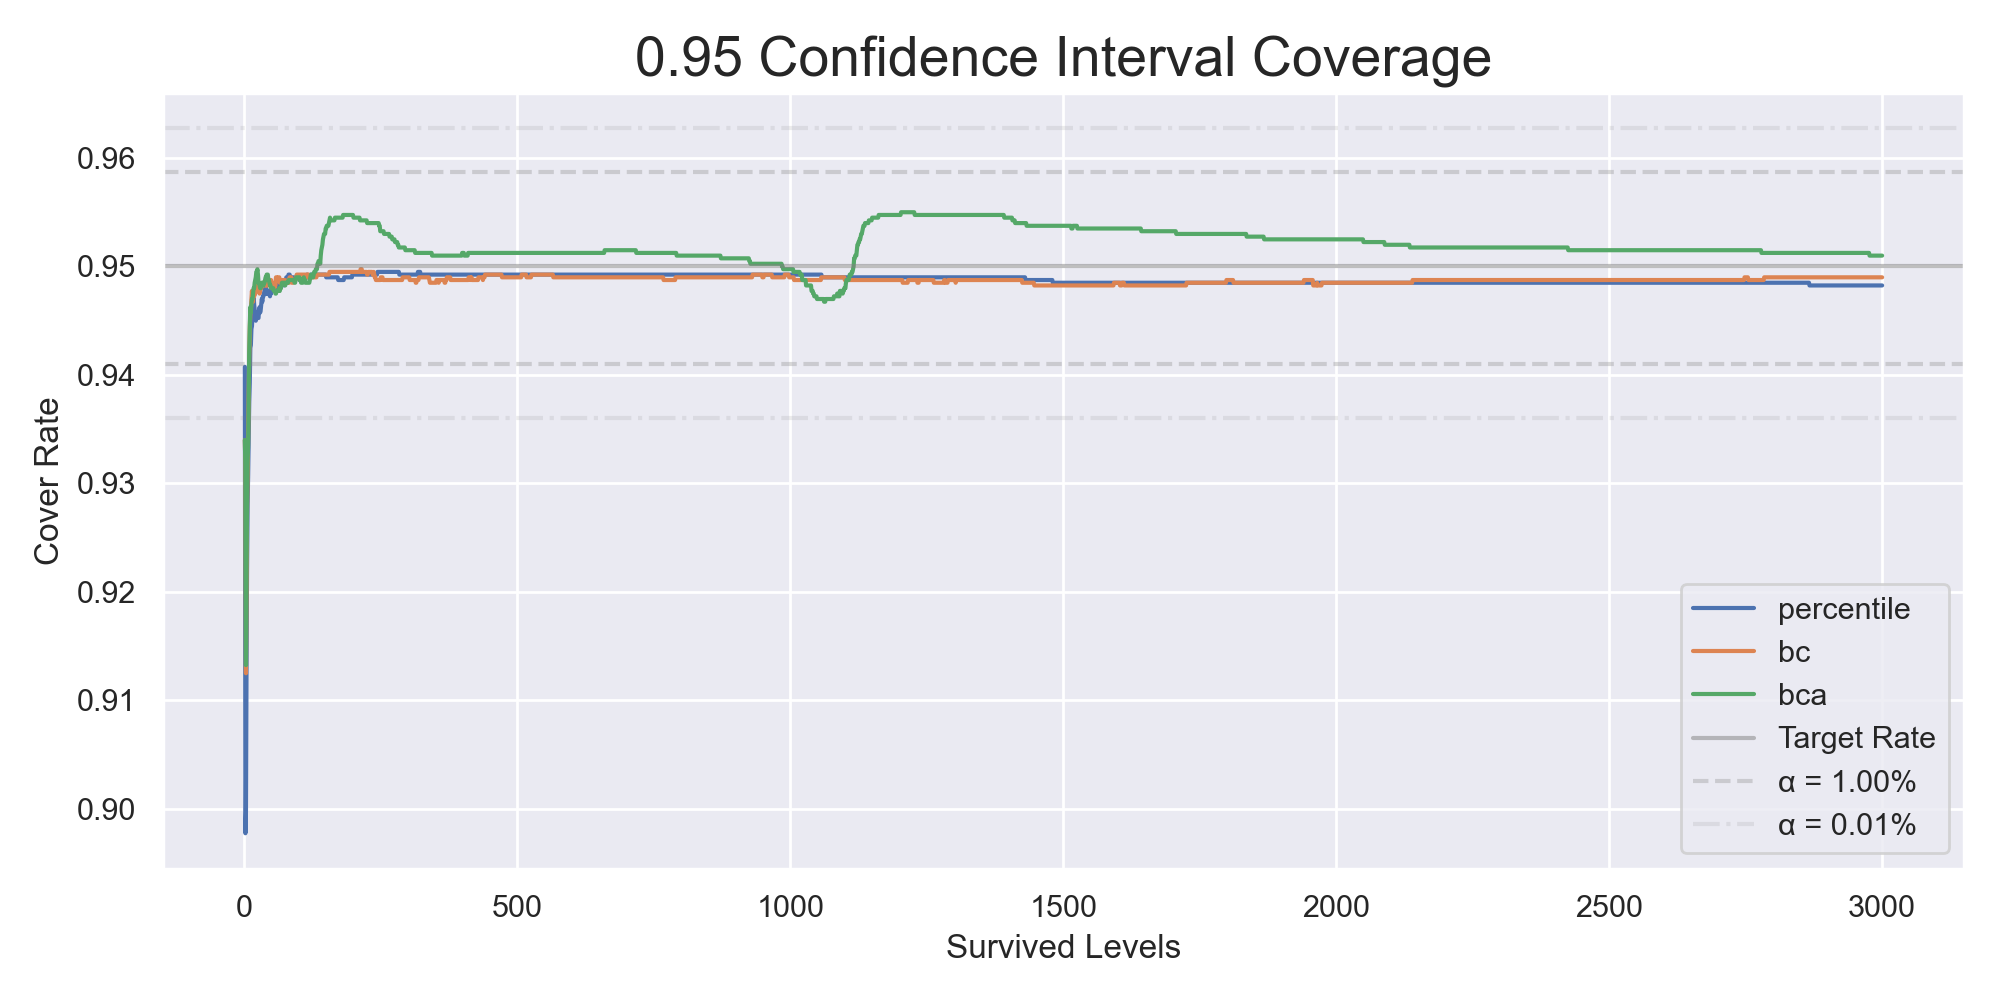 0.95 Confidence Interval Coverage
0.96
0.95
0.94
0.93
0.92
0.91
0.90
Cover Rate
0
500
1000
1500
2000
2500
3000
Survived Levels
percentile
bc
bca
Target Rate
α = 1.00%
α = 0.01%